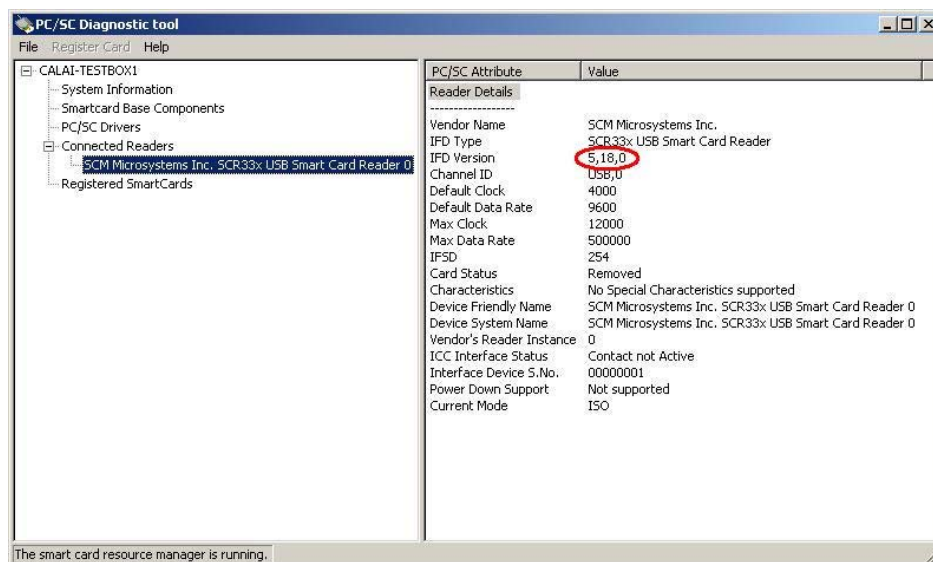 PC/SC Diagnostic tool
File Register Card Help
CALAI-TESTBOX1
System Information
Smartcard Base Components
PC/SC Drivers
Connected Readers
SCM Microsystems Inc. SCR33x USB Smart Card Reader 0
Registered SmartCards
PC/SC Attribute Value
Reader Details
------------------
Vendor Name SCM Microsystems Inc.
IFD Type SCR33x USB Smart Card Reader
IFD Version 5,18,0
Channel ID USB,0
Default Clock 4000
Default Data Rate 9600
Max Clock 12000
Max Data Rate 500000
IFSD 254
Card Status Removed
Characteristics No Special Characteristics supported
Device Friendly Name SCM Microsystems Inc. SCR33x USB Smart Card Reader 0
Device System Name SCM Microsystems Inc. SCR33x USB Smart Card Reader 0
Vendor's Reader Instance 0
ICC Interface Status Contact not Active
Interface Device S.No. 00000001
Power Down Support Not supported
Current Mode ISO
The smart card resource manager is running.